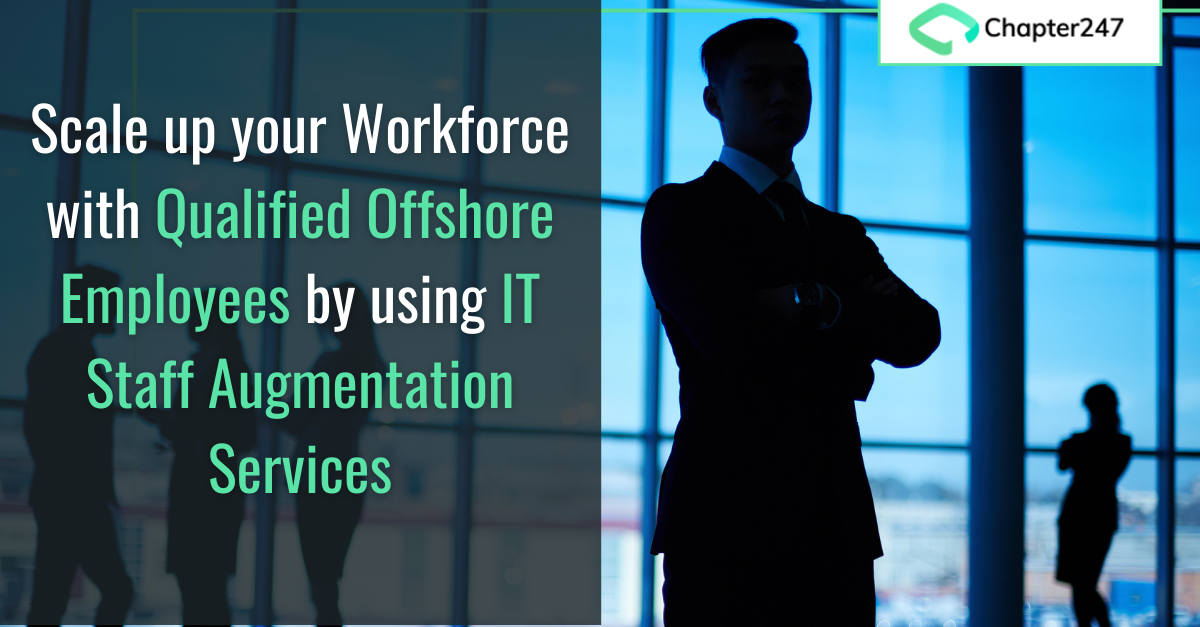 Chapter247
Scale up your Workforce
with Qualified Offshore
Employees by using IT
Staff Augmentation
Services